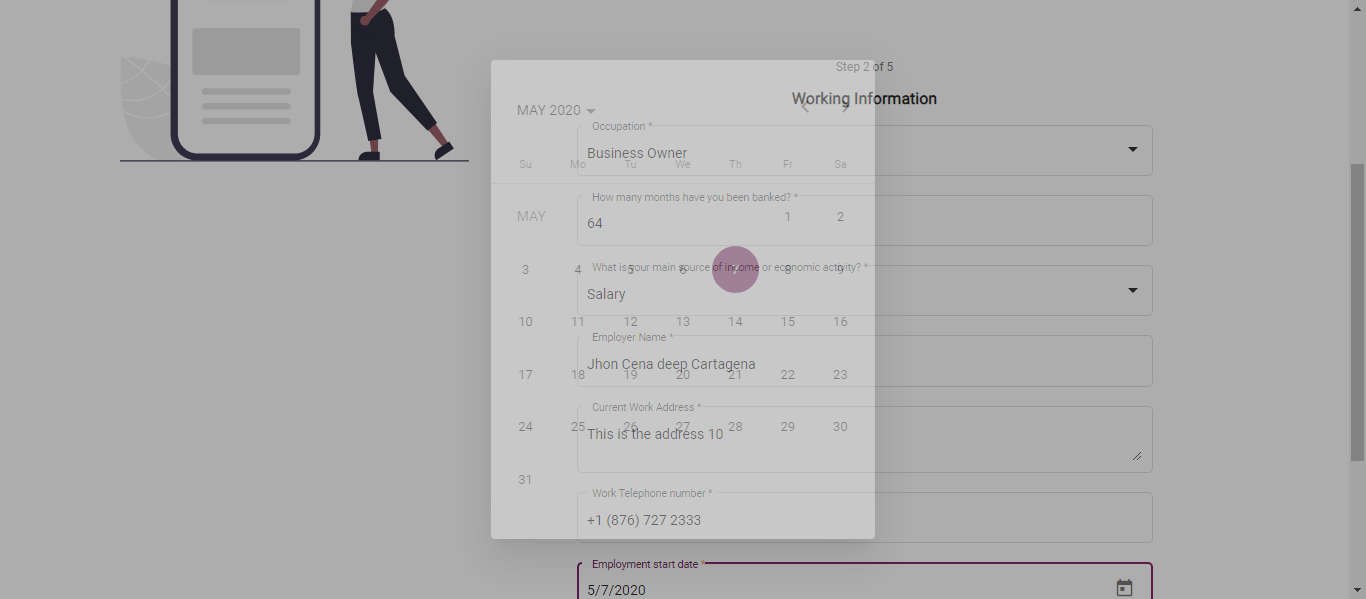 Step 2 of 5
Working Information
MAY 2020
Occupation *
Business Owner
Su Mo Tu We Th Fr Sa
How many months have you been banked? *
MAY 1 2
64
What is your main source of income or economic activity? *
3 4 5 6 7 8 9
Salary
10 11 12 13 14 15 16
Employer Name *
Jhon Cena deep Cartagena
17 18 19 20 21 22 23
Current Work Address *
24 25 26 27 28 29 30
This is the address 10
31
Work Telephone number *
+1 (876) 727 2333
Employment start date *
5/7/2020